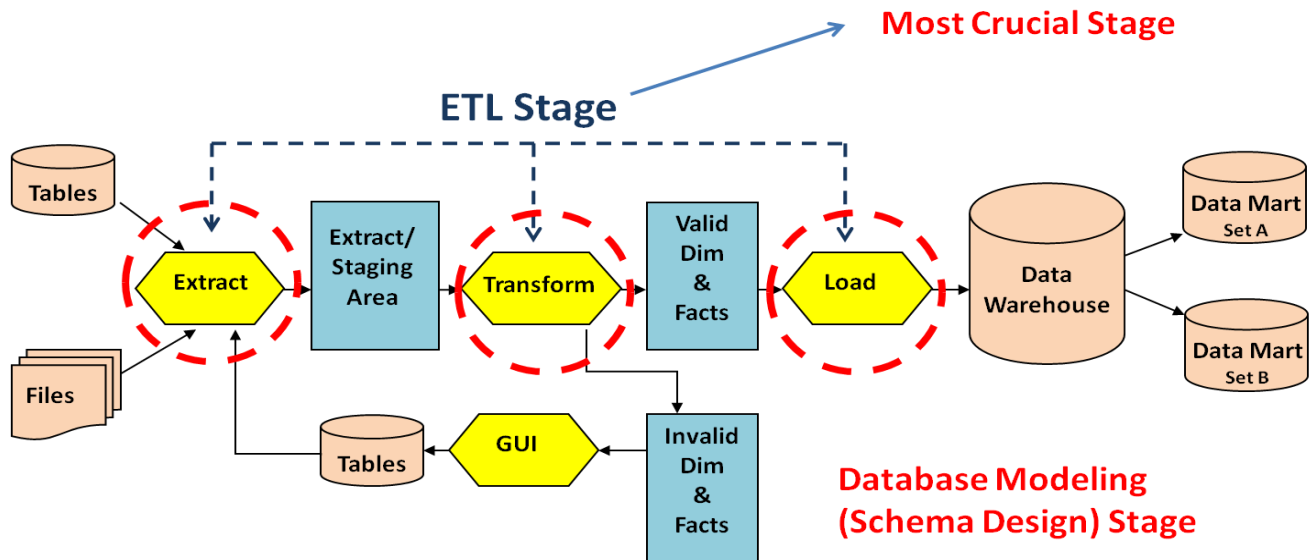 Most Crucial Stage
ETL Stage
Tables
Extract
Extract/
Staging
Area
Transform
Valid
Dim
&
Facts
Load
Data
Warehouse
Data Mart
Set A
Data Mart
Set B
Files
Tables
GUI
Invalid
Dim
&
Facts
Database Modeling
(Schema Design) Stage